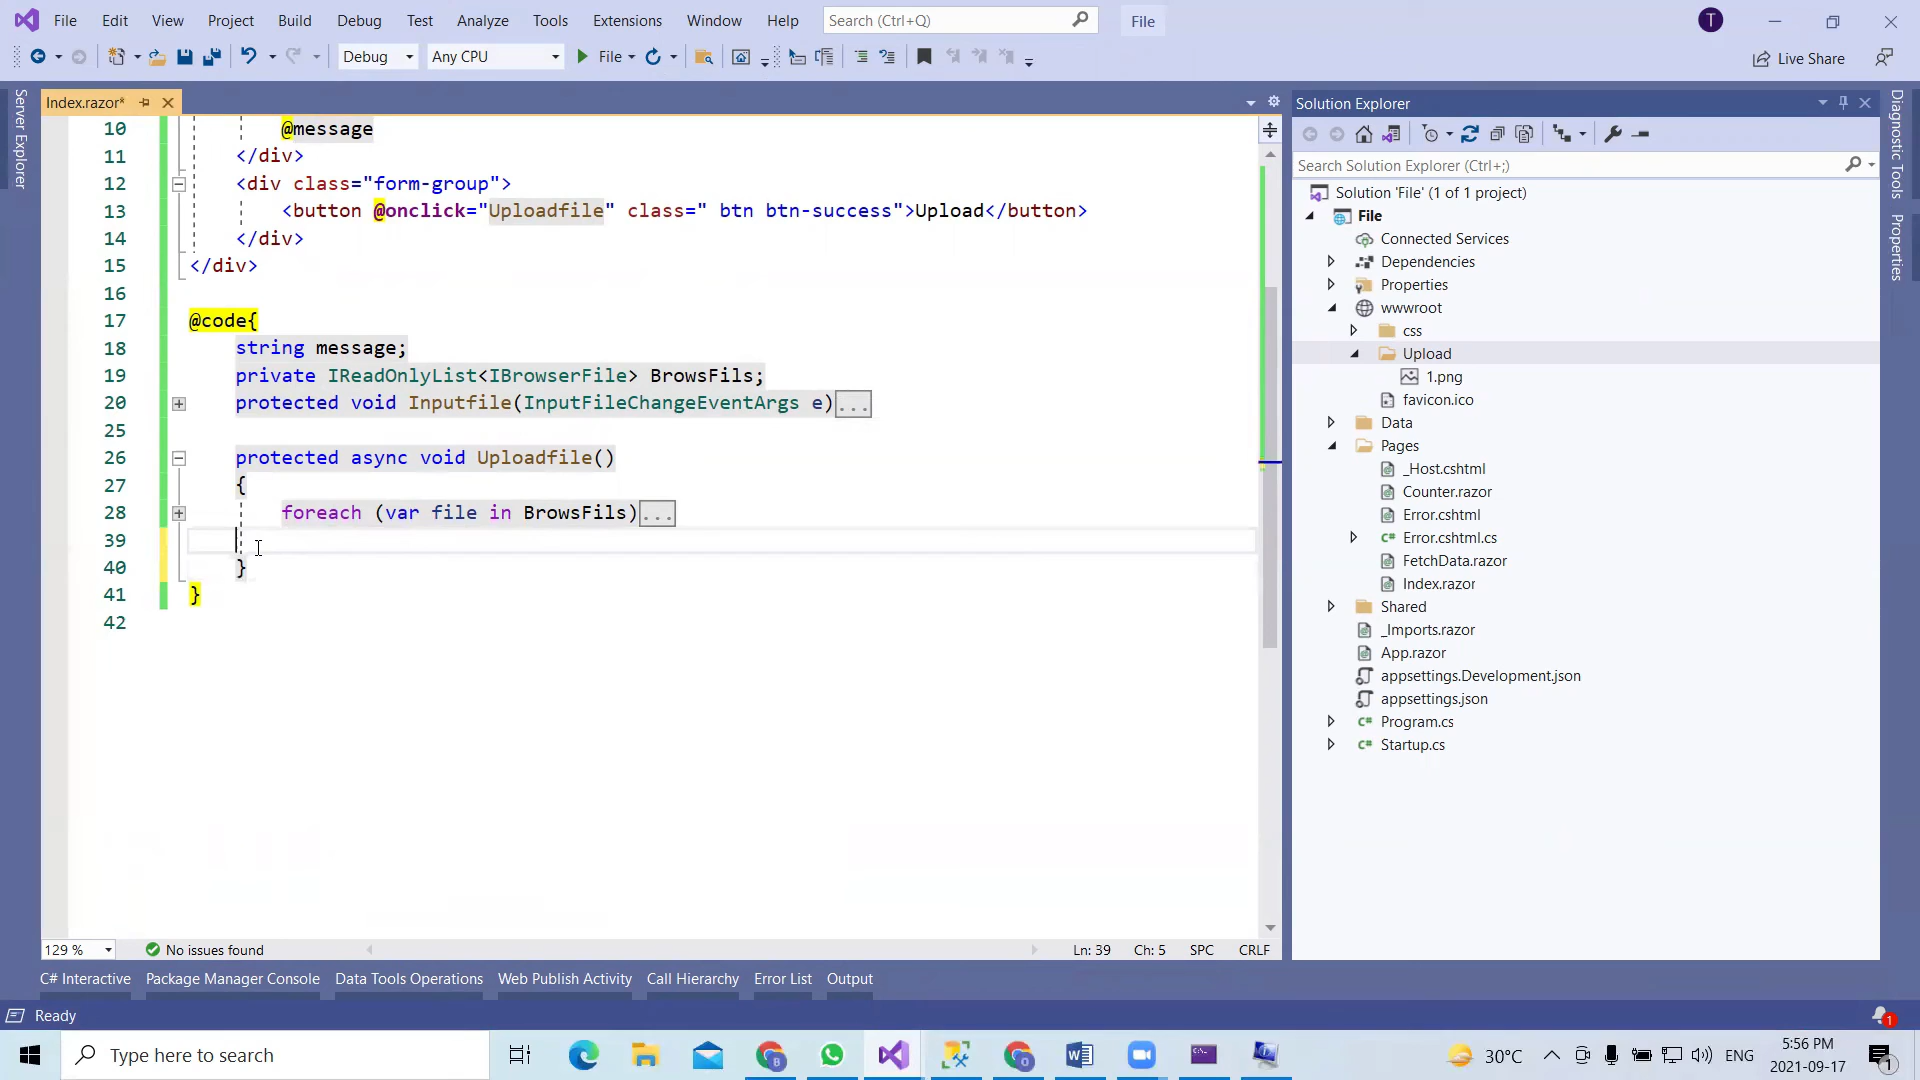 File Edit View Project Build Debug Test Analyze Tools Extensions Window Help Search (Ctrl+Q) File T
Debug Any CPU File Live Share
Server Explorer
Index.razor*
10 @message
11 </div>
12 <div class="form-group">
13 <button @onclick="Uploadfile" class=" btn btn-success">Upload</button>
14 </div>
15 </div>
16
17 @code{
18 string message;
19 private IReadOnlyList<IBrowserFile> BrowsFils;
20 protected void Inputfile(InputFileChangeEventArgs e)...
25
26 protected async void Uploadfile()
27 {
28 foreach (var file in BrowsFils)...
39
40 }
41 }
42
129 % No issues found Ln: 39 Ch: 5 SPC CRLF
Solution Explorer
Search Solution Explorer (Ctrl+;)
Solution 'File' (1 of 1 project)
File
Connected Services
Dependencies
Properties
wwwroot
css
Upload
1.png
favicon.ico
Data
Pages
_Host.cshtml
Counter.razor
Error.cshtml
Error.cshtml.cs
FetchData.razor
Index.razor
Shared
_Imports.razor
App.razor
appsettings.Development.json
appsettings.json
Program.cs
Startup.cs
Diagnostic Tools
Properties
C# Interactive Package Manager Console Data Tools Operations Web Publish Activity Call Hierarchy Error List Output
Ready 1
Type here to search 30°C ENG 5:56 PM
2021-09-17 1